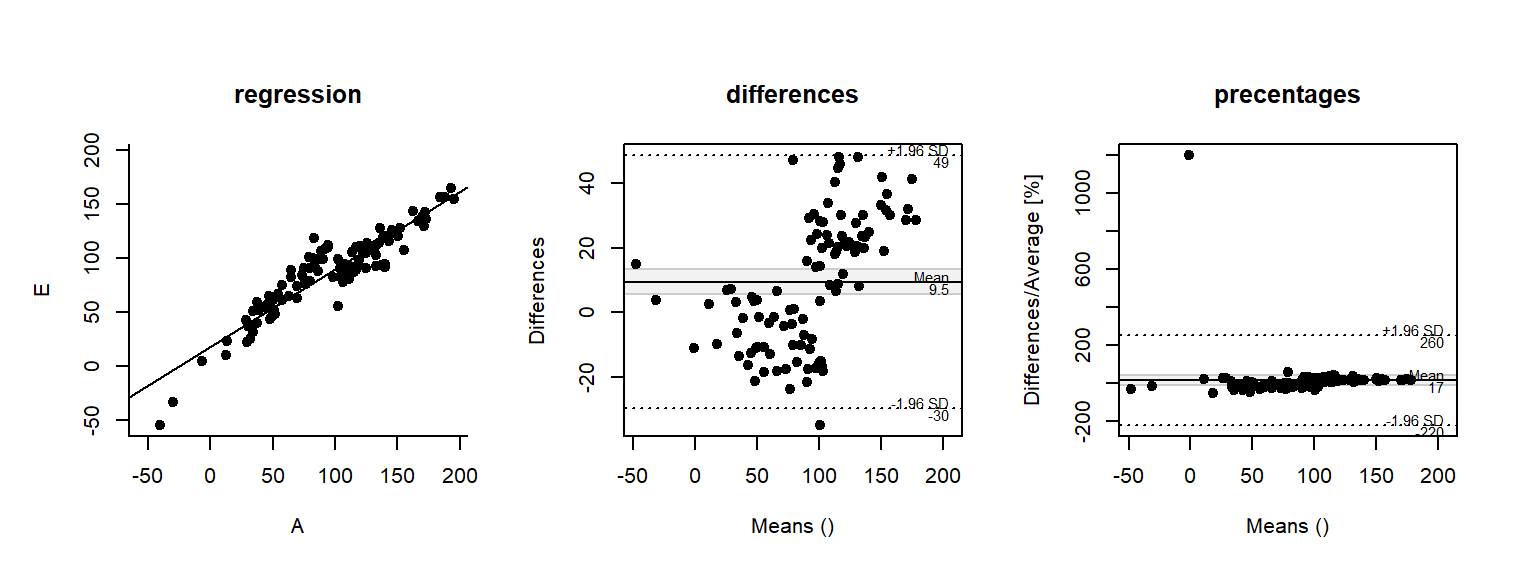 regression
E
-50 0 50 100 150 200
-50 0 50 100 150 200
A
differences
Differences
-20 0 20 40
+1.96 SD
49
Mean
9.5
-1.96 SD
-30
-50 0 50 100 150 200
Means ()
precentages
Differences/Average [%]
-200 200 600 1000
+1.96 SD
260
Mean
17
-1.96 SD
-220
-50 0 50 100 150 200
Means ()